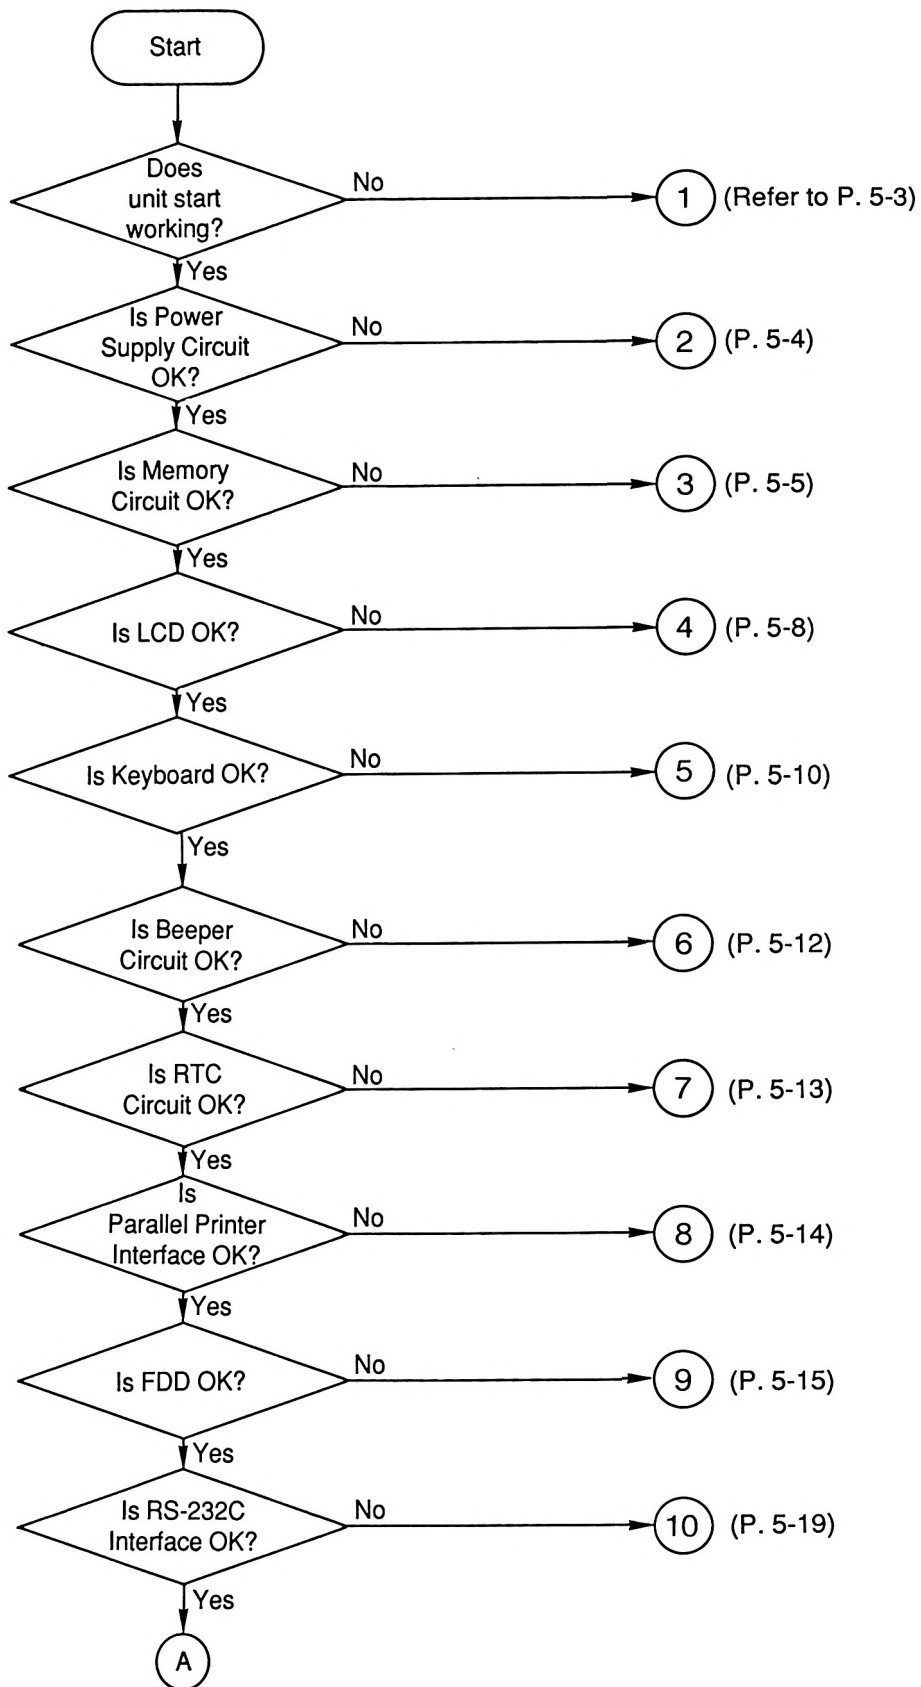 Start
Does
unit start
working?
No
1 (Refer to P. 5-3)
Yes
Is Power
Supply Circuit
OK?
No
2 (P. 5-4)
Yes
Is Memory
Circuit OK?
No
3 (P. 5-5)
Yes
Is LCD OK?
No
4 (P. 5-8)
Yes
Is Keyboard OK?
No
5 (P. 5-10)
Yes
Is Beeper
Circuit OK?
No
6 (P. 5-12)
Yes
Is RTC
Circuit OK?
No
7 (P. 5-13)
Yes
Is
Parallel Printer
Interface OK?
No
8 (P. 5-14)
Yes
Is FDD OK?
No
9 (P. 5-15)
Yes
Is RS-232C
Interface OK?
No
10 (P. 5-19)
Yes
A